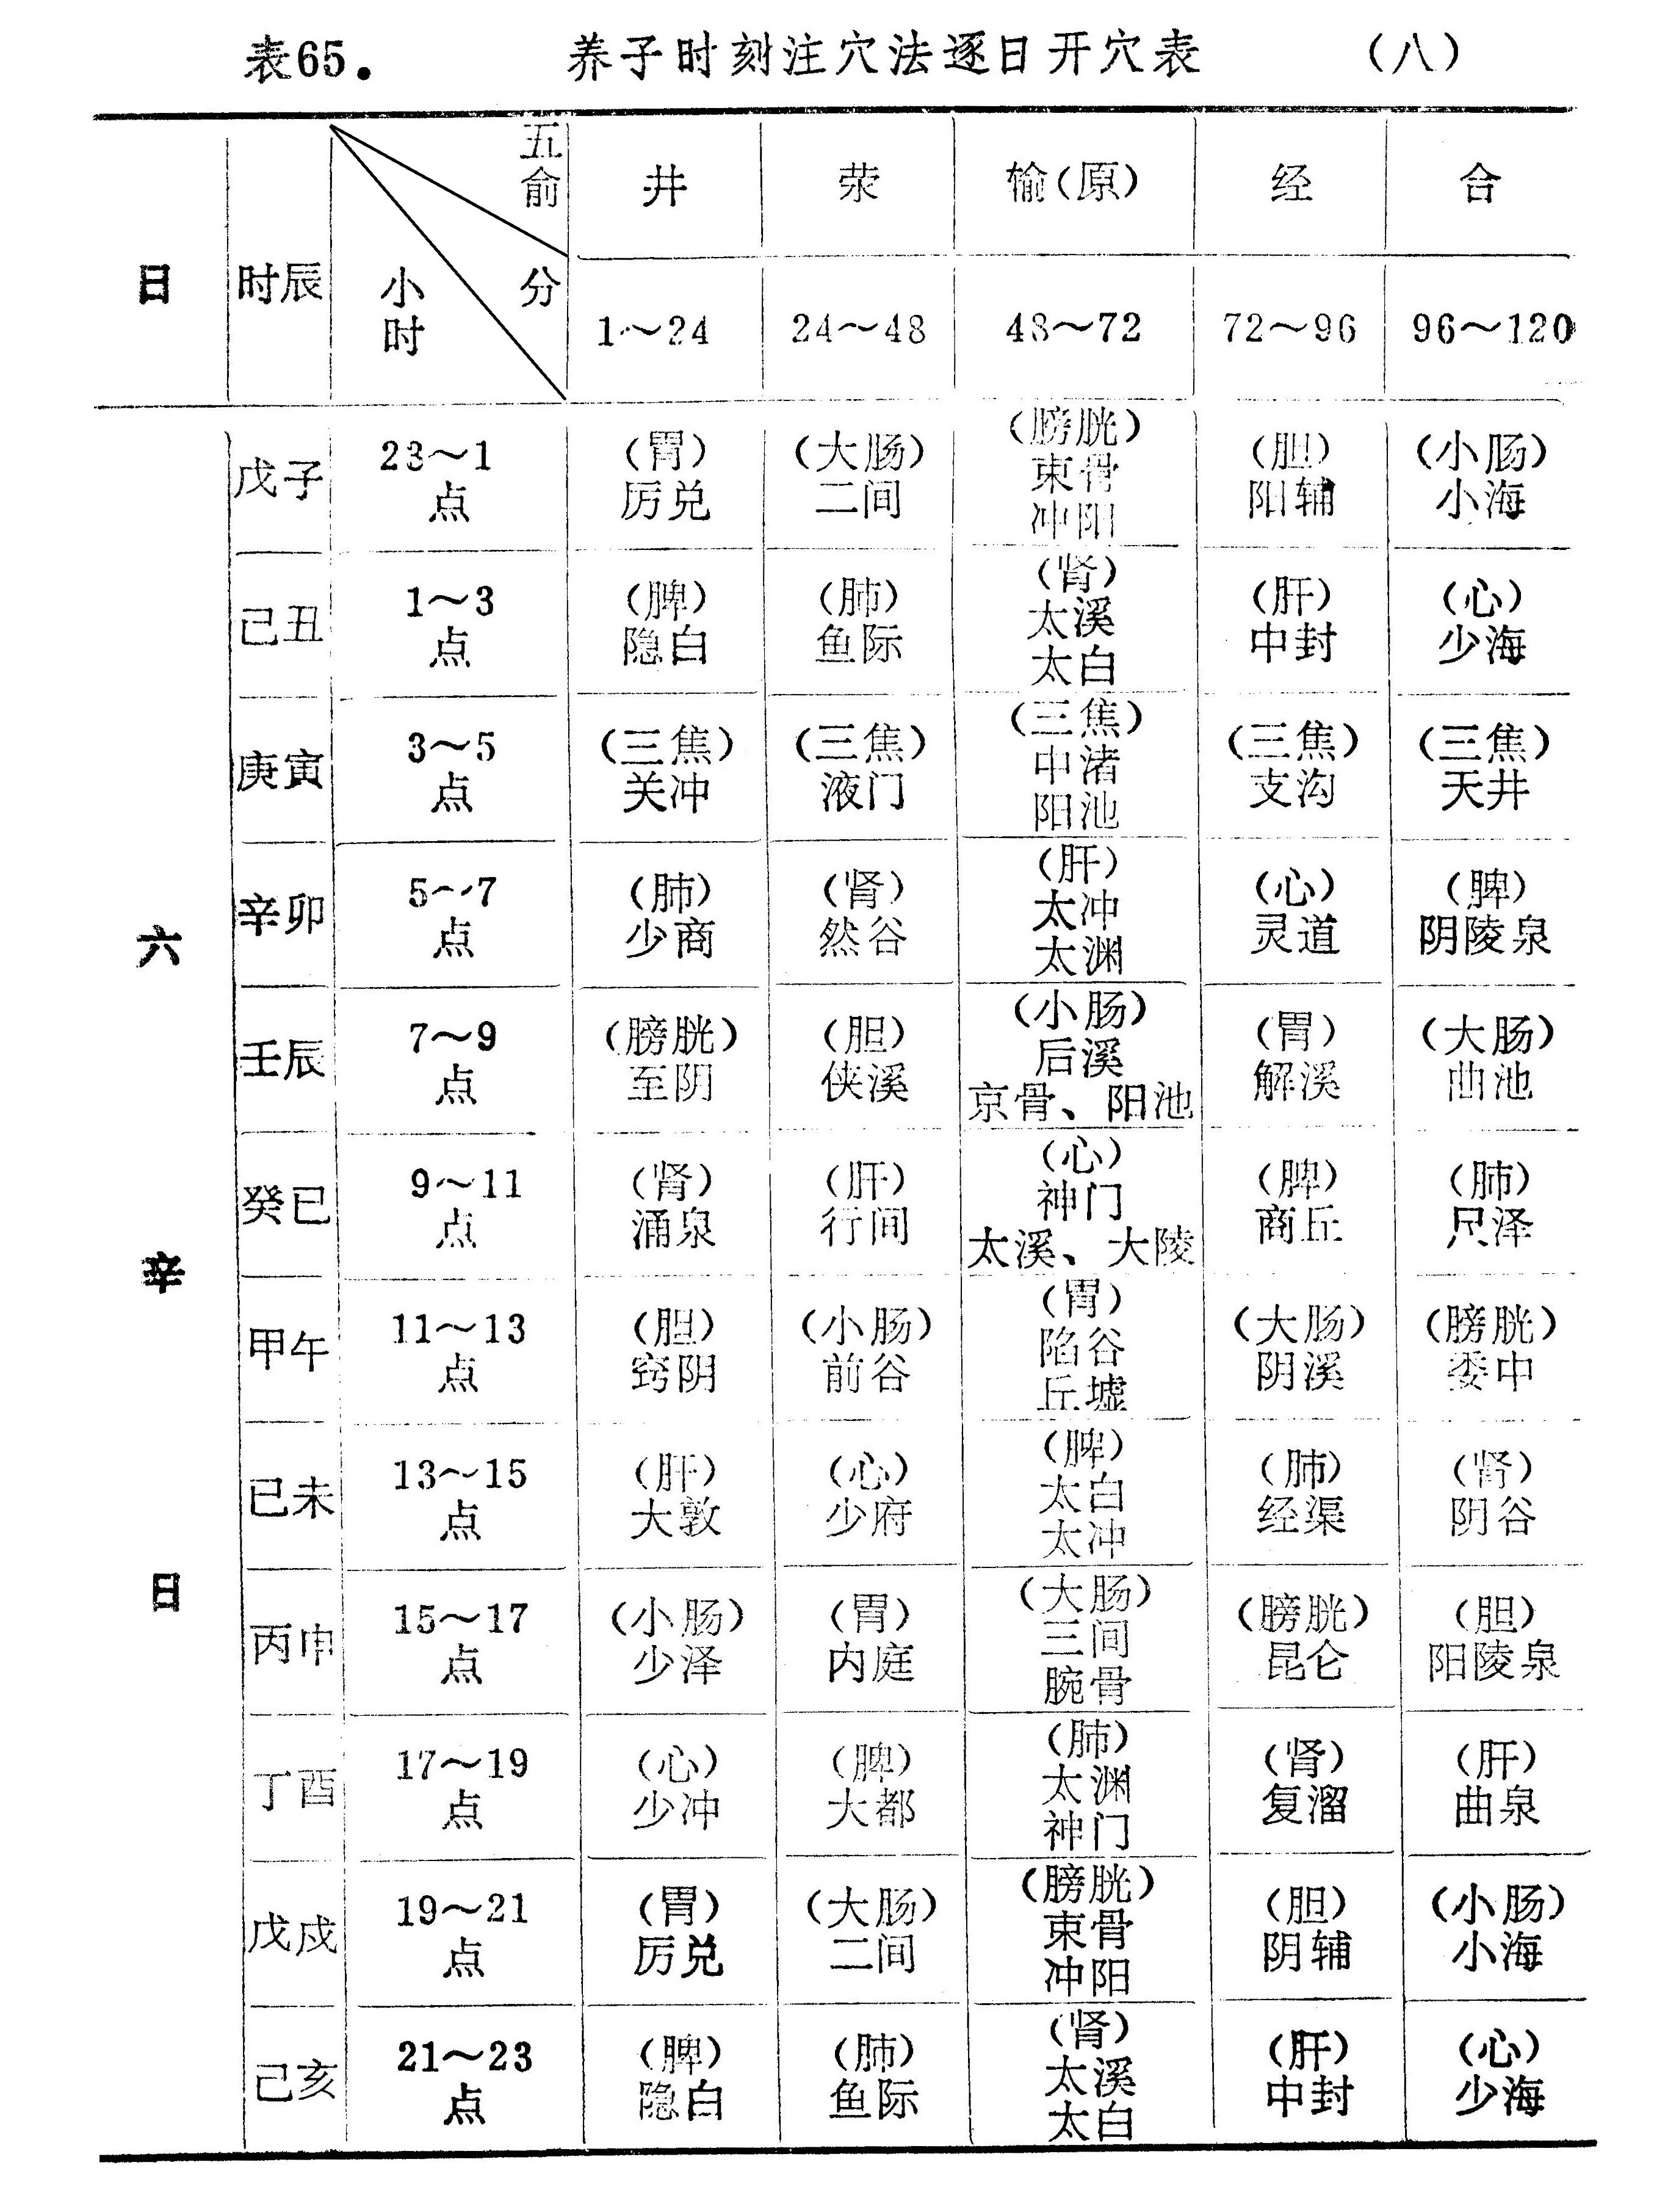 表65. 养子时刻注穴法逐日开穴表 (八)
日 时辰 小时 分 五俞 井 荥 输(原) 经 合
1~24 24~48 48~72 72~96 96~120
六辛日
戊子 23~1点 (胃)厉兑 (大肠)二间 (膀胱)束骨 冲阳 (胆)阳辅 (小肠)小海
己丑 1~3点 (脾)隐白 (肺)鱼际 (肾)太溪 太白 (肝)中封 (心)少海
庚寅 3~5点 (三焦)关冲 (三焦)液门 (三焦)中渚 阳池 (三焦)支沟 (三焦)天井
辛卯 5~7点 (肺)少商 (肾)然谷 (肝)太冲 太渊 (心)灵道 (脾)阴陵泉
壬辰 7~9点 (膀胱)至阴 (胆)侠溪 (小肠)后溪 京骨、阳池 (胃)解溪 (大肠)曲池
癸巳 9~11点 (肾)涌泉 (肝)行间 (心)神门 太溪、大陵 (脾)商丘 (肺)尺泽
甲午 11~13点 (胆)窍阴 (小肠)前谷 (胃)陷谷 丘墟 (大肠)阴溪 (膀胱)委中
已未 13~15点 (肝)大敦 (心)少府 (脾)太白 太冲 (肺)经渠 (肾)阴谷
丙申 15~17点 (小肠)少泽 (胃)内庭 (大肠)三间 腕骨 (膀胱)昆仑 (胆)阳陵泉
丁酉 17~19点 (心)少冲 (脾)大都 (肺)太渊 神门 (肾)复溜 (肝)曲泉
戊戌 19~21点 (胃)厉兑 (大肠)二间 (膀胱)束骨 冲阳 (胆)阴辅 (小肠)小海
己亥 21~23点 (脾)隐白 (肺)鱼际 (肾)太溪 太白 (肝)中封 (心)少海